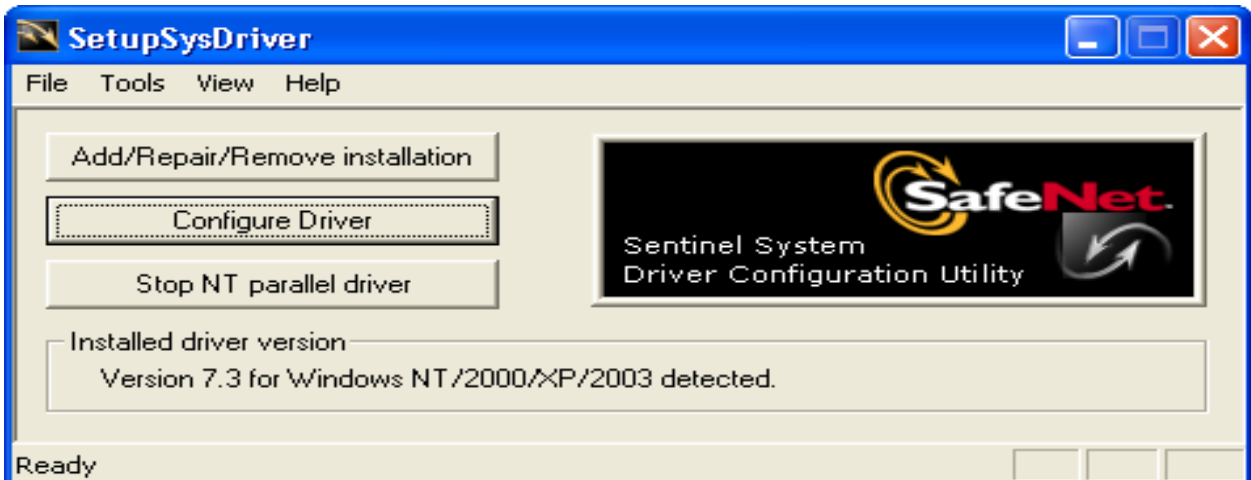 SetupSysDriver
File Tools View Help
Add/Repair/Remove installation
Configure Driver
Stop NT parallel driver
SafeNet.
Sentinel System
Driver Configuration Utility
Installed driver version
Version 7.3 for Windows NT/2000/XP/2003 detected.
Ready